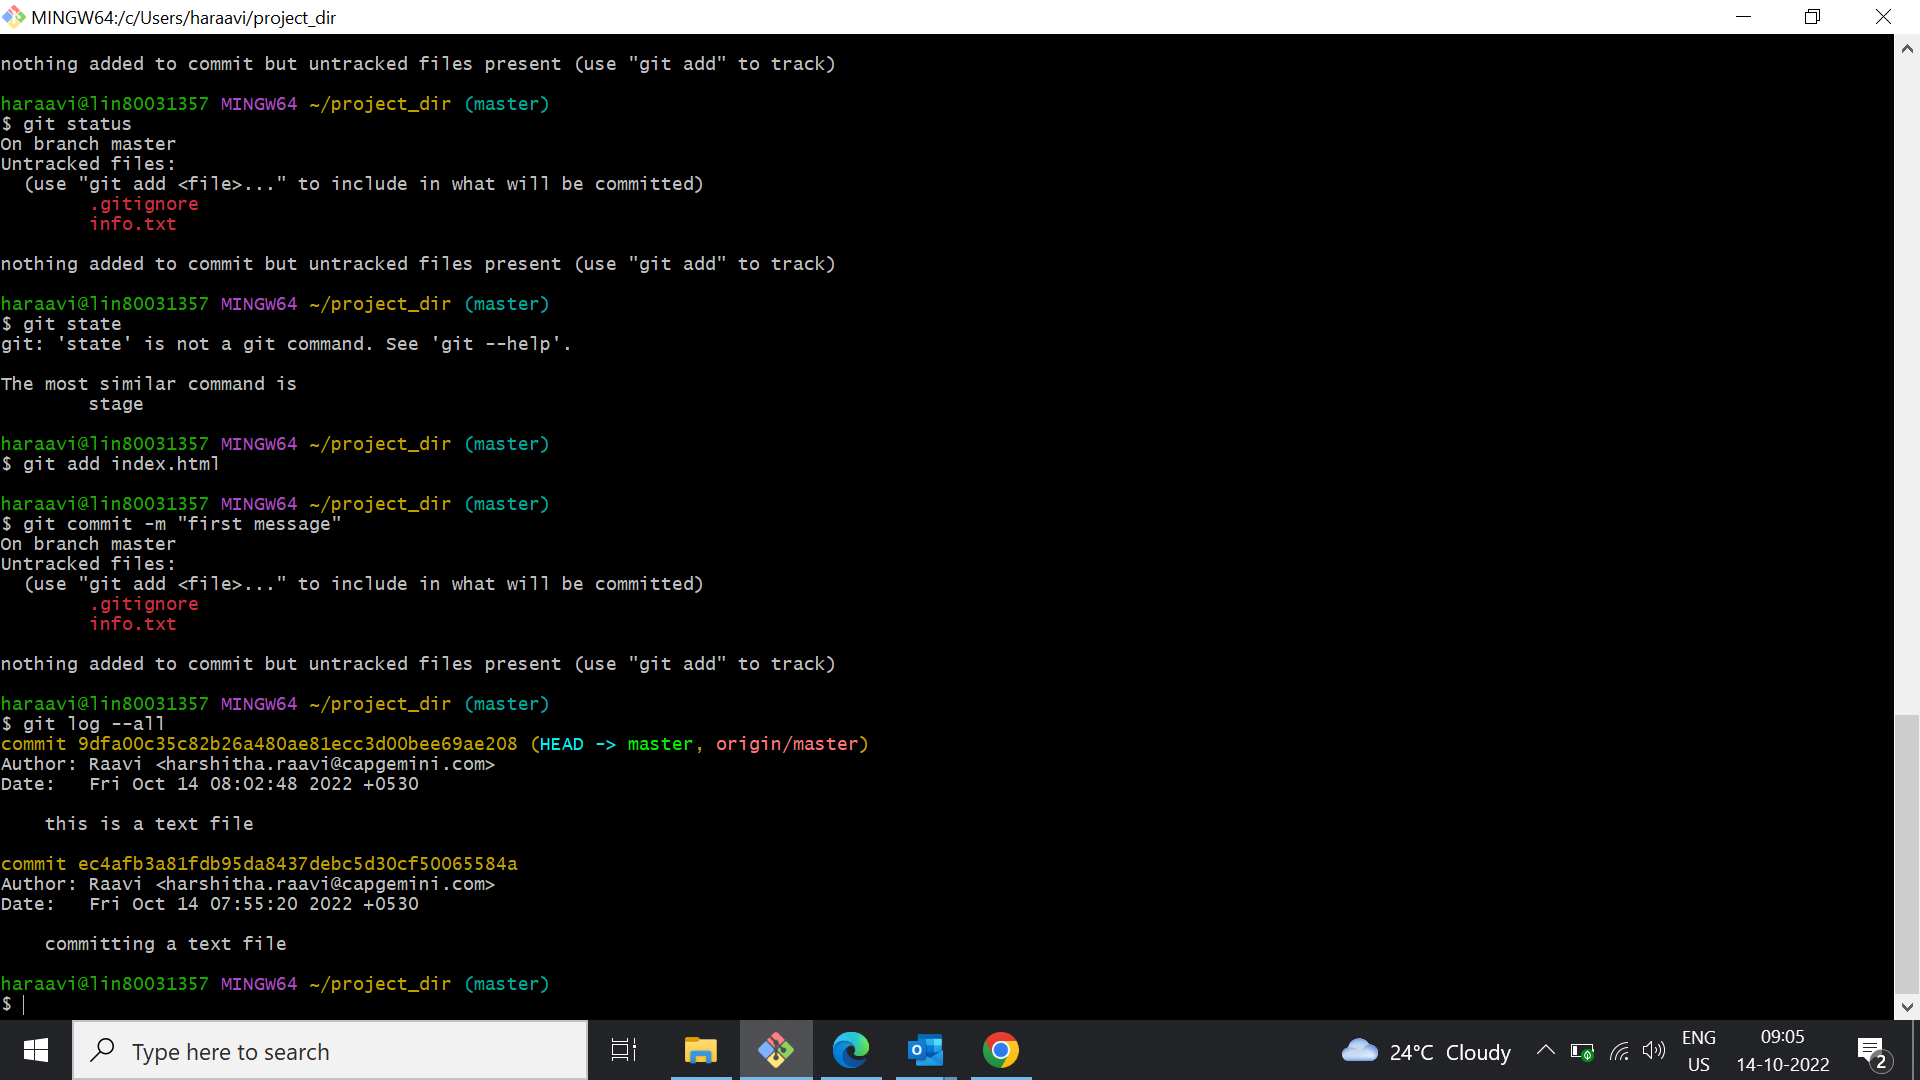 MINGW64:/c/Users/haraavi/project_dir
nothing added to commit but untracked files present (use "git add" to track)
haraavi@lin80031357 MINGW64 ~/project_dir (master)
$ git status
On branch master
Untracked files:
  (use "git add <file>..." to include in what will be committed)
        .gitignore
        info.txt
nothing added to commit but untracked files present (use "git add" to track)
haraavi@lin80031357 MINGW64 ~/project_dir (master)
$ git state
git: 'state' is not a git command. See 'git --help'.
The most similar command is
        stage
haraavi@lin80031357 MINGW64 ~/project_dir (master)
$ git add index.html
haraavi@lin80031357 MINGW64 ~/project_dir (master)
$ git commit -m "first message"
On branch master
Untracked files:
  (use "git add <file>..." to include in what will be committed)
        .gitignore
        info.txt
nothing added to commit but untracked files present (use "git add" to track)
haraavi@lin80031357 MINGW64 ~/project_dir (master)
$ git log --all
commit 9dfa00c35c82b26a480ae81ecc3d00bee69ae208 (HEAD -> master, origin/master)
Author: Raavi <harshitha.raavi@capgemini.com>
Date:   Fri Oct 14 08:02:48 2022 +0530
    this is a text file
commit ec4afb3a81fdb95da8437debc5d30cf50065584a
Author: Raavi <harshitha.raavi@capgemini.com>
Date:   Fri Oct 14 07:55:20 2022 +0530
    committing a text file
haraavi@lin80031357 MINGW64 ~/project_dir (master)
$
Type here to search
24°C Cloudy
ENG
US
09:05
14-10-2022
2